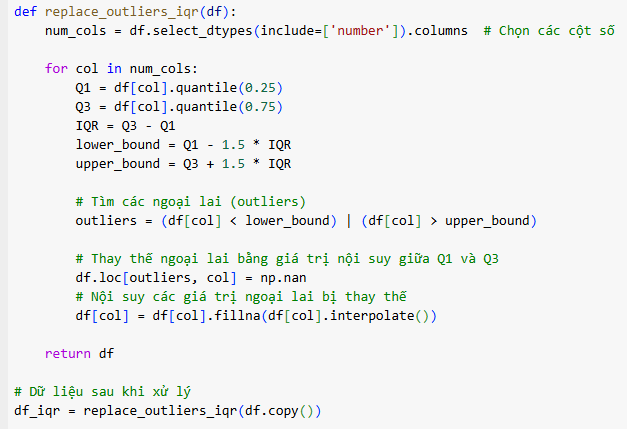 def replace_outliers_iqr(df):
    num_cols = df.select_dtypes(include=['number']).columns  # Chọn các cột số

    for col in num_cols:
        Q1 = df[col].quantile(0.25)
        Q3 = df[col].quantile(0.75)
        IQR = Q3 - Q1
        lower_bound = Q1 - 1.5 * IQR
        upper_bound = Q3 + 1.5 * IQR

        # Tìm các ngoại lai (outliers)
        outliers = (df[col] < lower_bound) | (df[col] > upper_bound)

        # Thay thế ngoại lai bằng giá trị nội suy giữa Q1 và Q3
        df.loc[outliers, col] = np.nan
        # Nội suy các giá trị ngoại lai bị thay thế
        df[col] = df[col].fillna(df[col].interpolate())

    return df

# Dữ liệu sau khi xử lý
df_iqr = replace_outliers_iqr(df.copy())